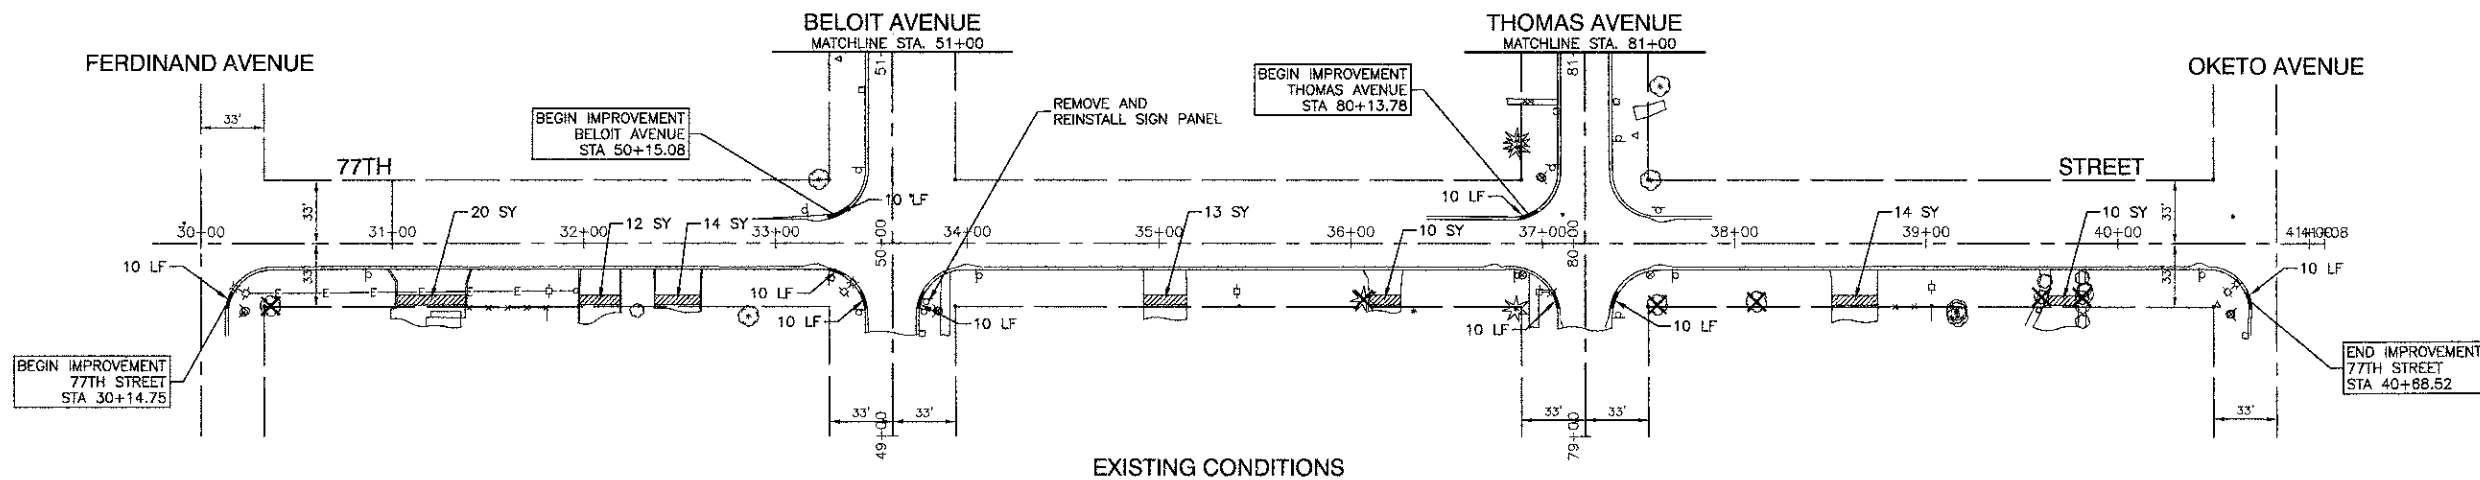 BELOIT AVENUE
MATCHLINE STA. 51+00
THOMAS AVENUE
MATCHLINE STA. 81+00
FERDINAND AVENUE
OKETO AVENUE
51
81
BEGIN IMPROVEMENT
THOMAS AVENUE
STA 80+13.78
REMOVE AND
REINSTALL SIGN PANEL
BEGIN IMPROVEMENT
BELOIT AVENUE
STA 50+15.08
33'
77TH
STREET
10 LF
10 LF
33'
33'
20 SY
12 SY
14 SY
13 SY
10 SY
14 SY
10 SY
30+00
31+00
32+00
33+00
50+00
34+00
35+00
36+00
37+00
80+00
38+00
39+00
40+00
33'
33'
10 LF
10 LF
E E E E E
10 LF
10 LF
10 LF
10 LF
10 LF
BEGIN IMPROVEMENT
77TH STREET
STA 30+14.75
END IMPROVEMENT
77TH STREET
STA 40+68.52
33'
33'
33'
33'
33'
49+00
79+00
EXISTING CONDITIONS